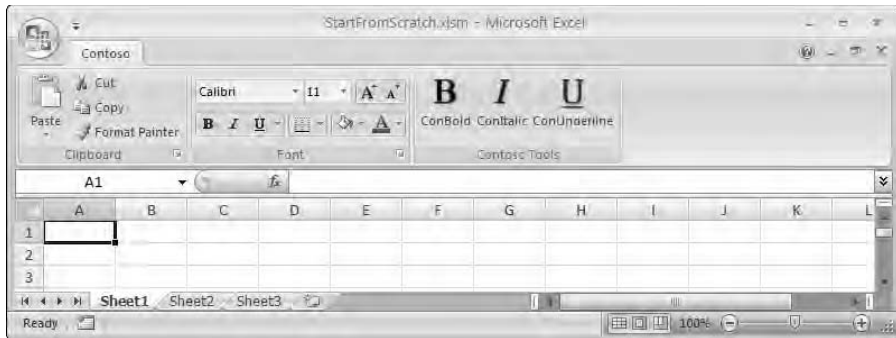 StartFromScratch.xlsm - Microsoft Excel
Contoso
Paste
Cut
Copy
Format Painter
Clipboard
Calibri 11 A A
B I U A
Font
B I U
ConBold ConItalic ConUnderline
Contoso Tools
A1 fx
A B C D E F G H I J K L
1
2
3
Sheet1 Sheet2 Sheet3
Ready 100%